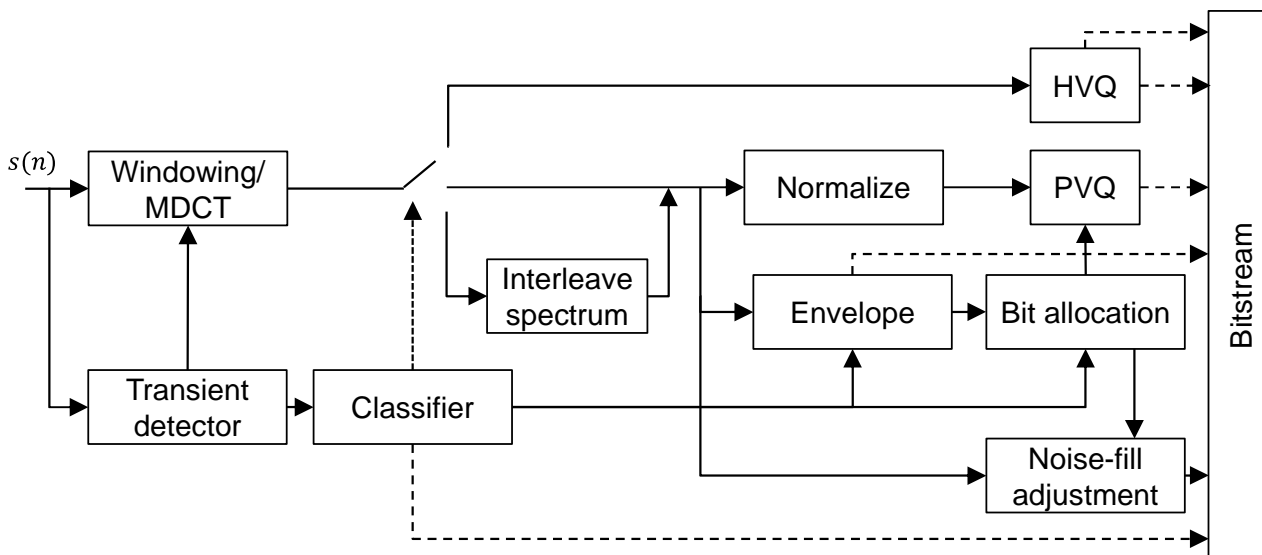 HVQ
s(n)
Windowing/
MDCT
Normalize
PVQ
Interleave
spectrum
Envelope
Bit allocation
Bitstream
Transient
detector
Classifier
Noise-fill
adjustment